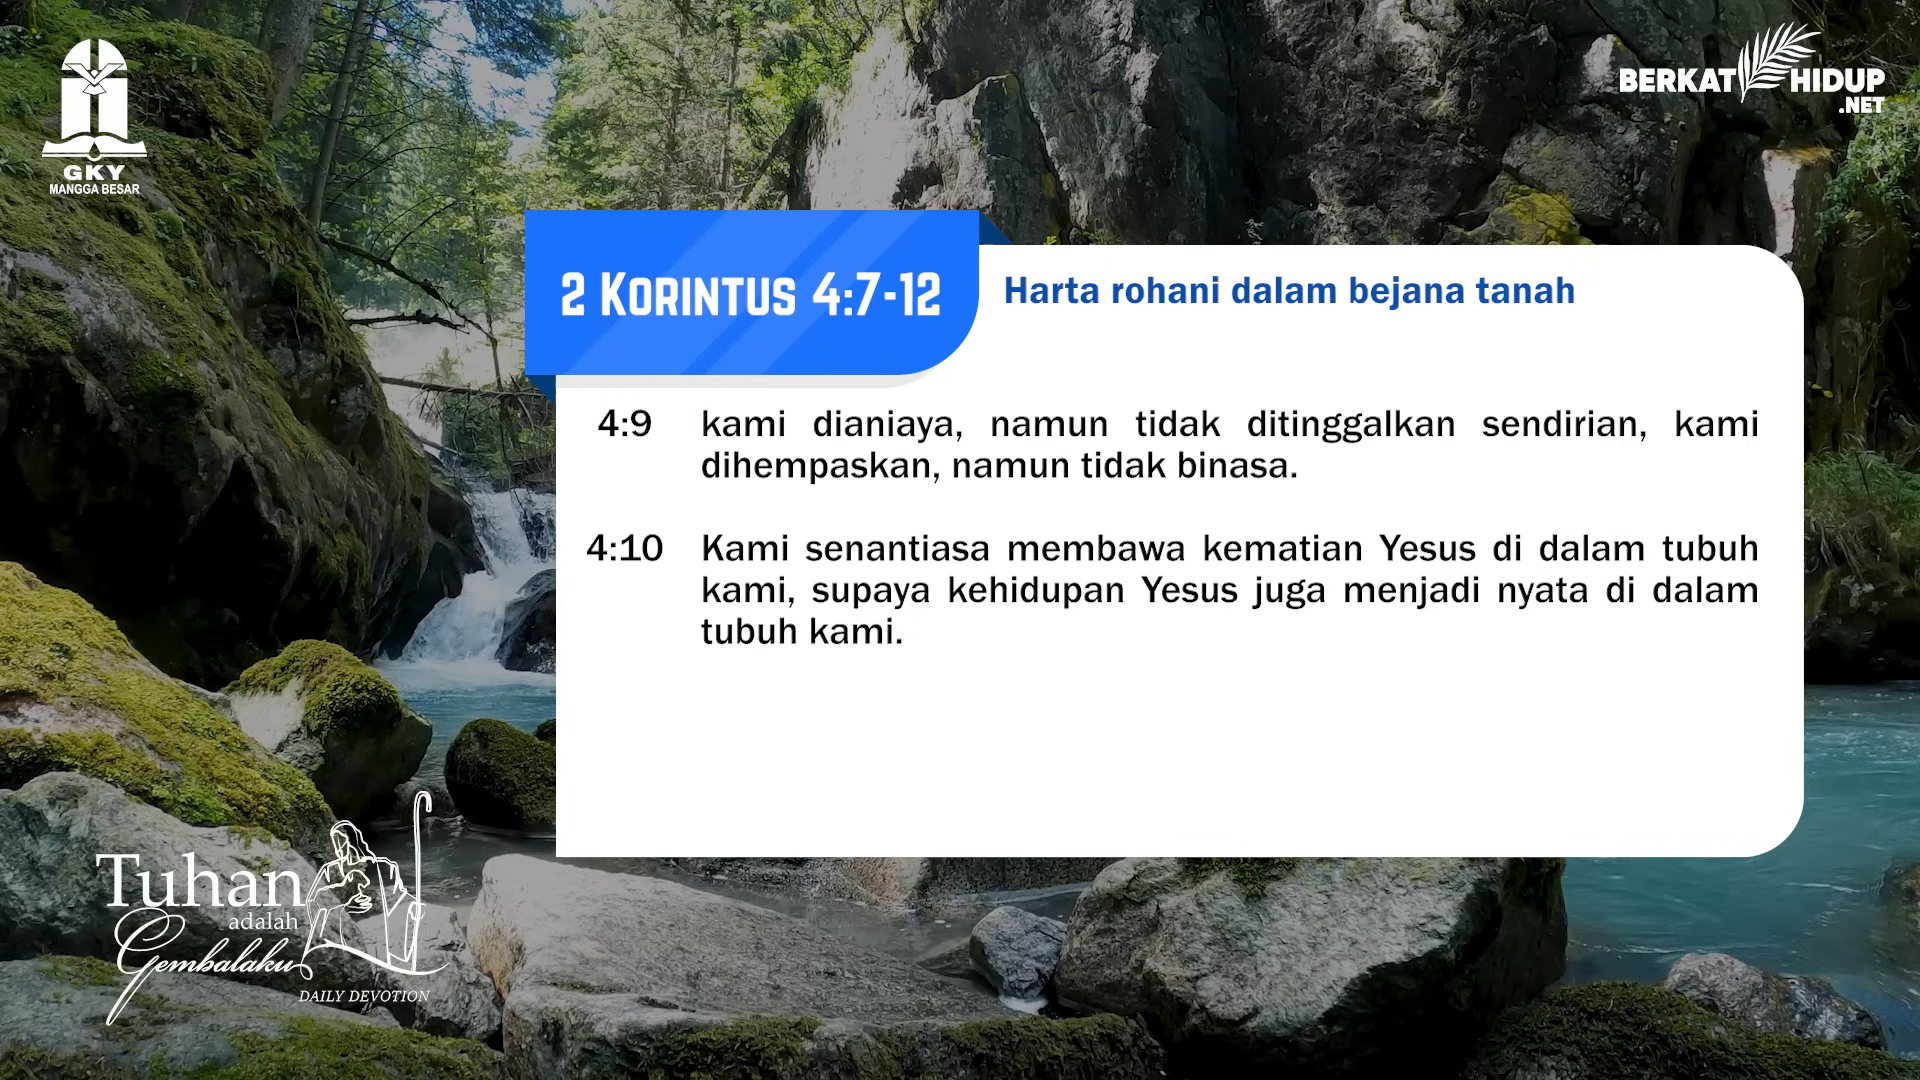 GKY
MANGGA BESAR
BERKAT HIDUP
.NET
2 KORINTUS 4:7-12
Harta rohani dalam bejana tanah
4:9 kami dianiaya, namun tidak ditinggalkan sendirian, kami
dihempaskan, namun tidak binasa.
4:10 Kami senantiasa membawa kematian Yesus di dalam tubuh
kami, supaya kehidupan Yesus juga menjadi nyata di dalam
tubuh kami.
Tuhan
adalah
Gembalaku
DAILY DEVOTION